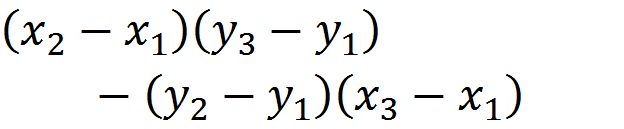 (x₂ − x₁)(y₃ − y₁)
− (y₂ − y₁)(x₃ − x₁)